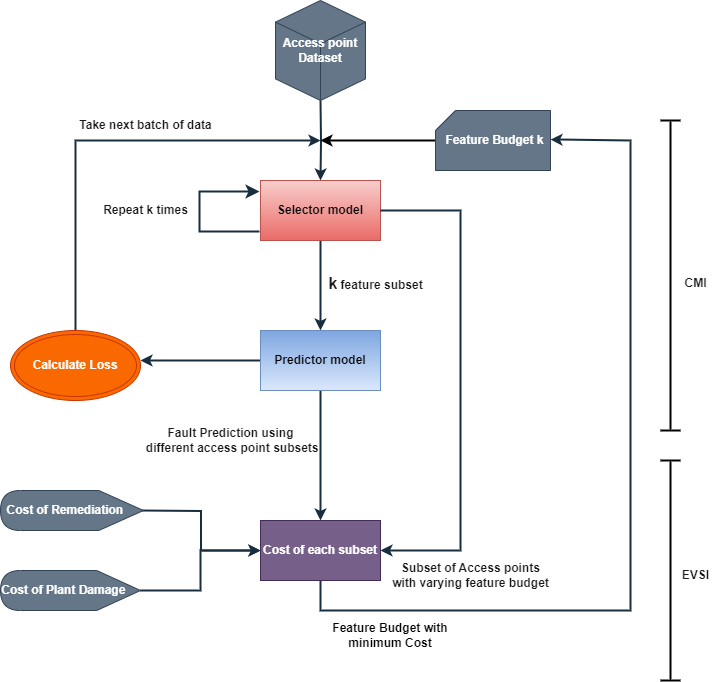 Access point
Dataset
Take next batch of data
Feature Budget k
Repeat k times
Selector model
CMI
k feature subset
Calculate Loss
Predictor model
Fault Prediction using
different access point subsets
Cost of Remediation
Cost of each subset
Subset of Access points
with varying feature budget
EVSI
Cost of Plant Damage
Feature Budget with
minimum Cost